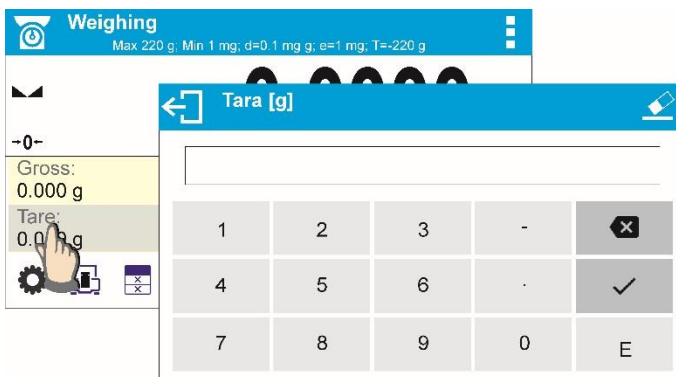 Weighing
Max 220 g; Min 1 mg; d=0.1 mg g; e=1 mg; T=-220 g
→0←
Tara [g]
Gross:
0.000 g
Tare:
1 2 3 -
4 5 6 .
7 8 9 0 E